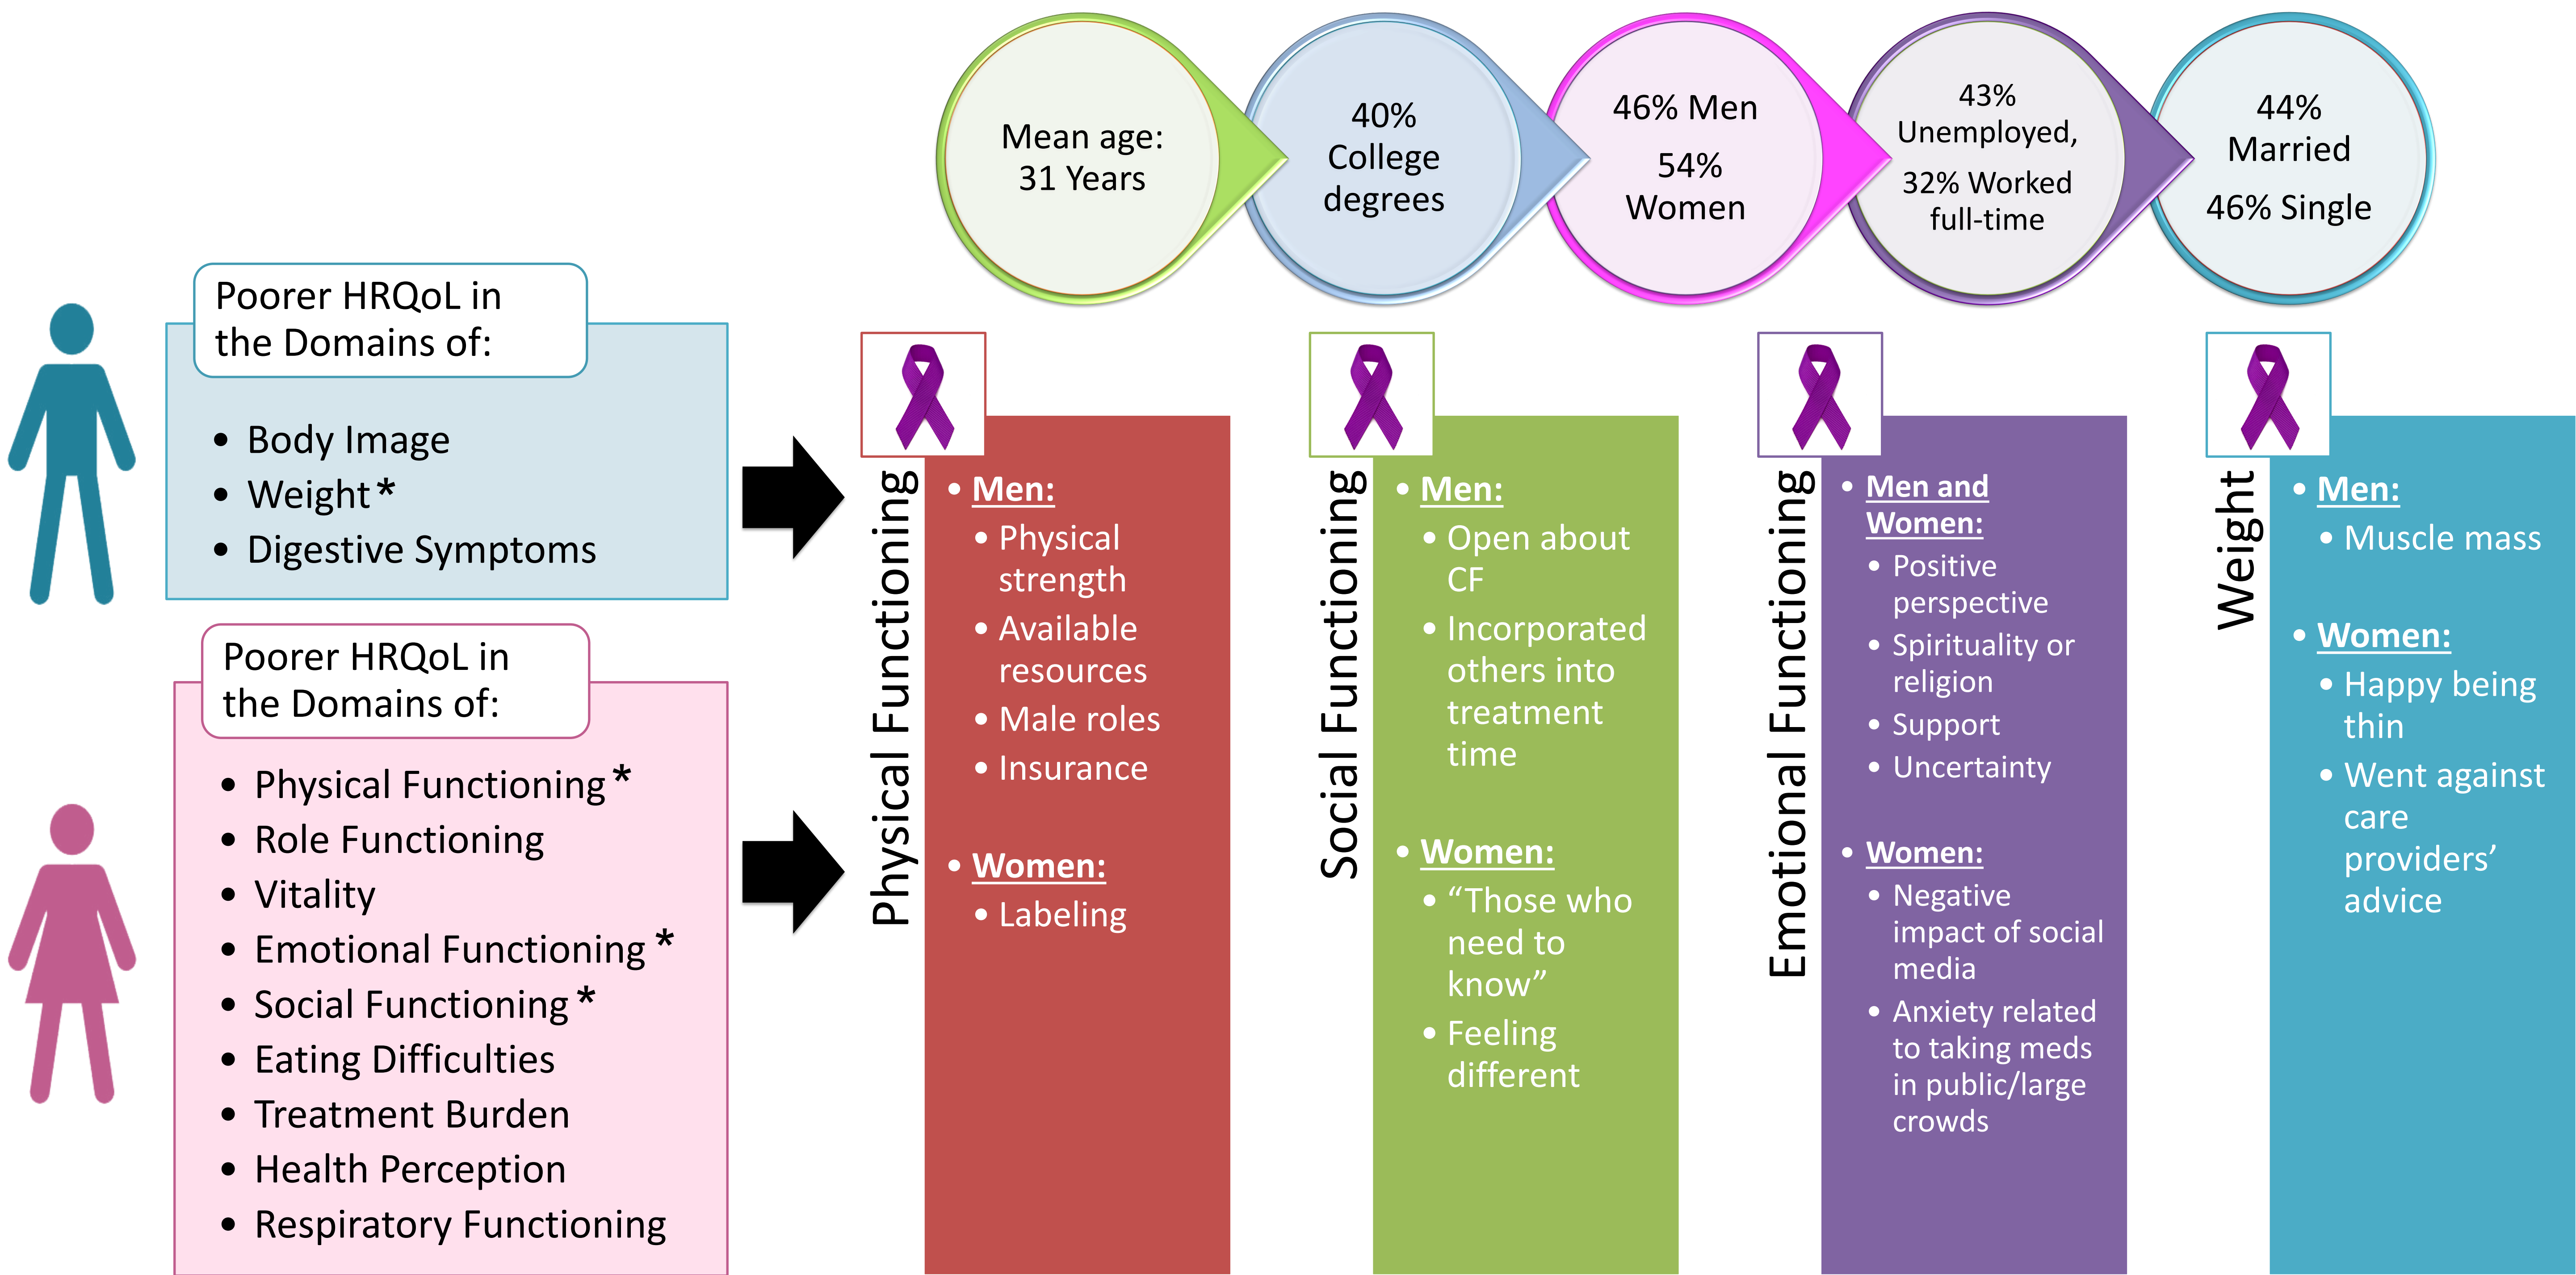 Mean age:
31 Years
40%
College
degrees
46% Men
54%
Women
43%
Unemployed,
32% Worked
full-time
44%
Married
46% Single
Poorer HRQoL in
the Domains of:
• Body Image
• Weight*
• Digestive Symptoms
Poorer HRQoL in
the Domains of:
• Physical Functioning*
• Role Functioning
• Vitality
• Emotional Functioning*
• Social Functioning*
• Eating Difficulties
• Treatment Burden
• Health Perception
• Respiratory Functioning
Physical Functioning
• Men:
• Physical
strength
• Available
resources
• Male roles
• Insurance
• Women:
• Labeling
Social Functioning
• Men:
• Open about
CF
• Incorporated
others into
treatment
time
• Women:
• “Those who
need to
know”
• Feeling
different
Emotional Functioning
• Men and
Women:
• Positive
perspective
• Spirituality or
religion
• Support
• Uncertainty
• Women:
• Negative
impact of social
media
• Anxiety related
to taking meds
in public/large
crowds
Weight
• Men:
• Muscle mass
• Women:
• Happy being
thin
• Went against
care
providers’
advice